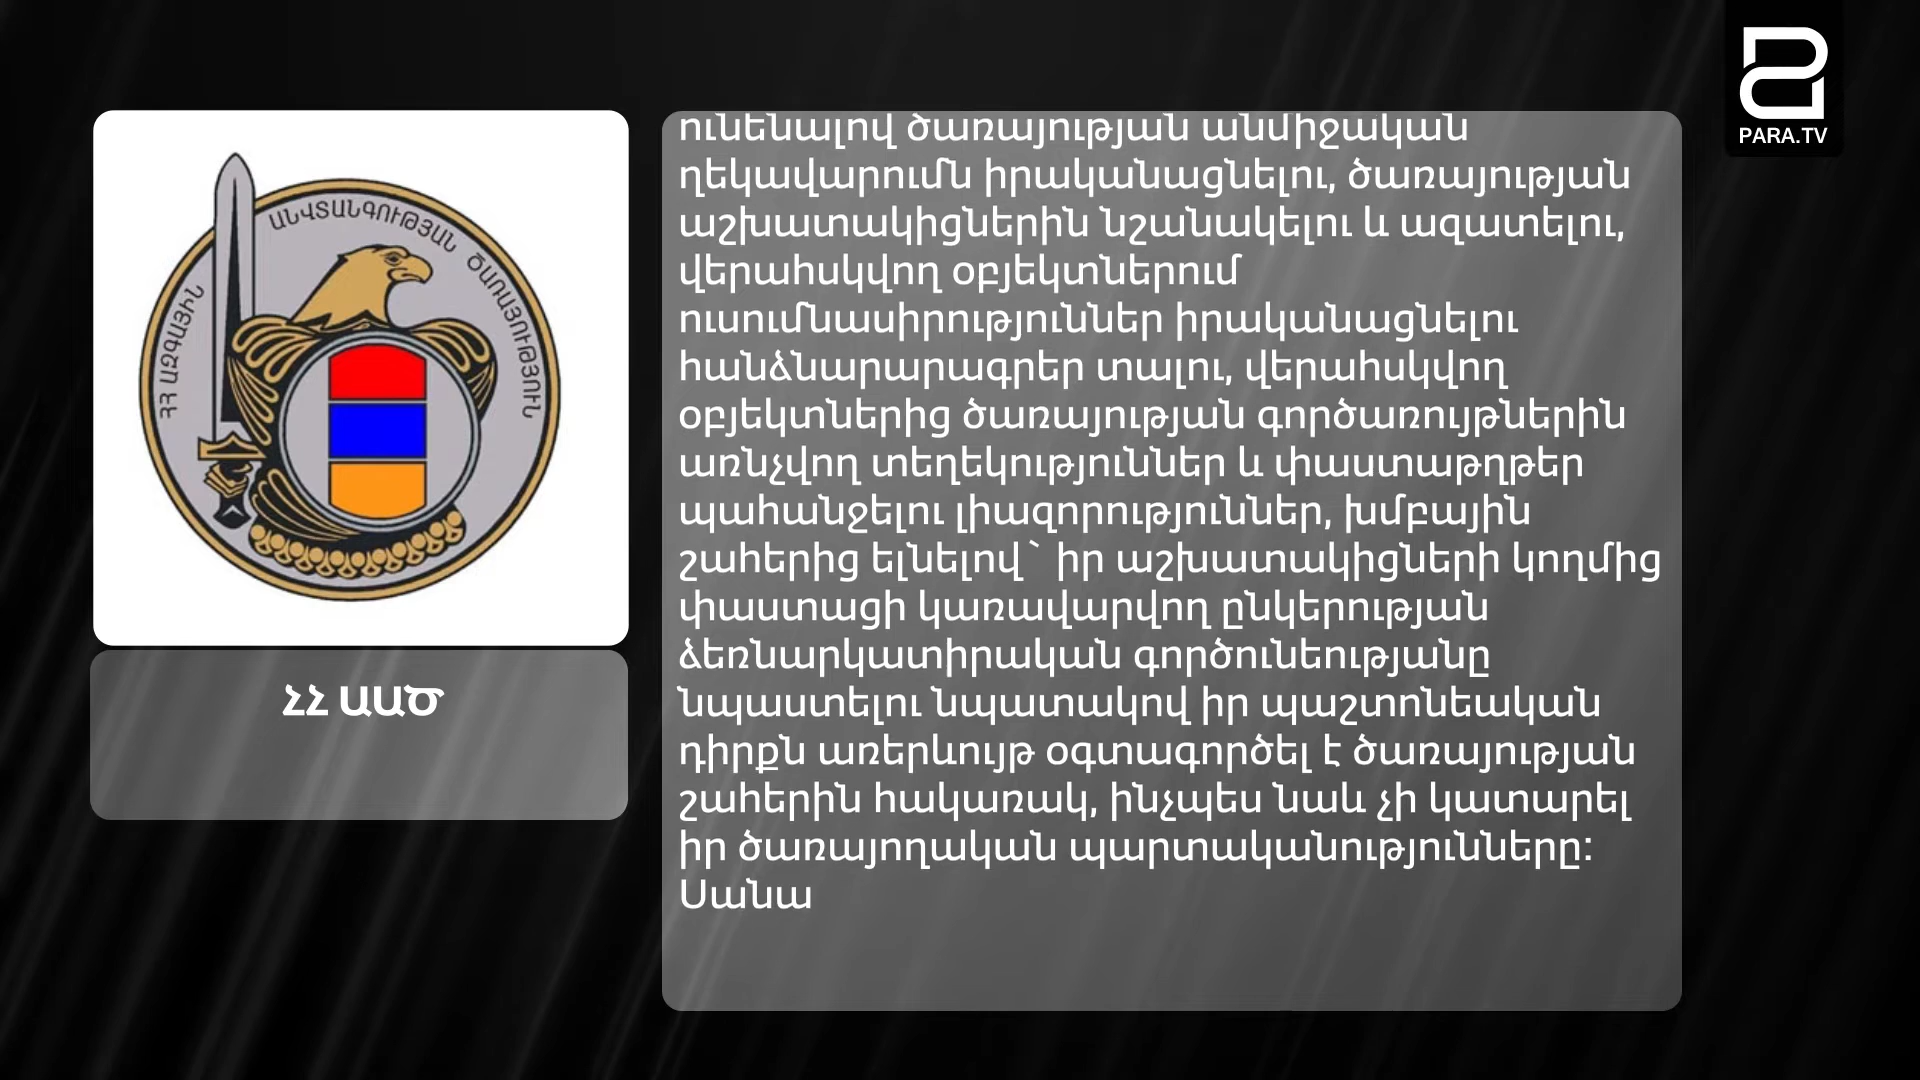 PARA.TV
ՀՀ ԱԶԳԱՅԻՆ ԱՆՎՏԱՆԳՈՒԹՅԱՆ ԾԱՌԱՅՈՒԹՅՈՒՆ
ՀՀ ԱԱԾ
ունենալով ծառայության անմիջական
ղեկավարումն իրականացնելու, ծառայության
աշխատակիցներին նշանակելու և ազատելու,
վերահսկվող օբյեկտներում
ուսումնասիրություններ իրականացնելու
հանձնարարագրեր տալու, վերահսկվող
օբյեկտներից ծառայության գործառույթներին
առնչվող տեղեկություններ և փաստաթղթեր
պահանջելու լիազորություններ, խմբային
շահերից ելնելով` իր աշխատակիցների կողմից
փաստացի կառավարվող ընկերության
ձեռնարկատիրական գործունեությանը
նպաստելու նպատակով իր պաշտոնեական
դիրքն առերևույթ օգտագործել է ծառայության
շահերին հակառակ, ինչպես նաև չի կատարել
իր ծառայողական պարտականությունները:
Սանա